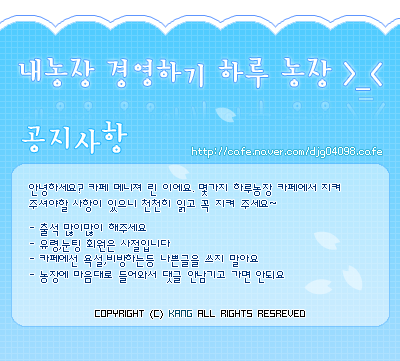 내농장 경영하기 하루 농장 >_<
공지사항
http://cafe.naver.com/djg04098.cafe
안녕하세요? 카페 메니져 린 이에요. 몇가지 하루농장 카페에서 지켜
주셔야할 사항이 있으니 천천히 읽고 꼭 지켜 주세요~
- 출석 많이많이 해주세요
- 유령,눈팅 회원은 사절입니다
- 카페에선 욕설,비방하는등 나쁜글을 쓰지 말아요
- 농장에 마음대로 들어와서 댓글 안남기고 가면 안되요
COPYRIGHT (C) KANG ALL RIGHTS RESREVED